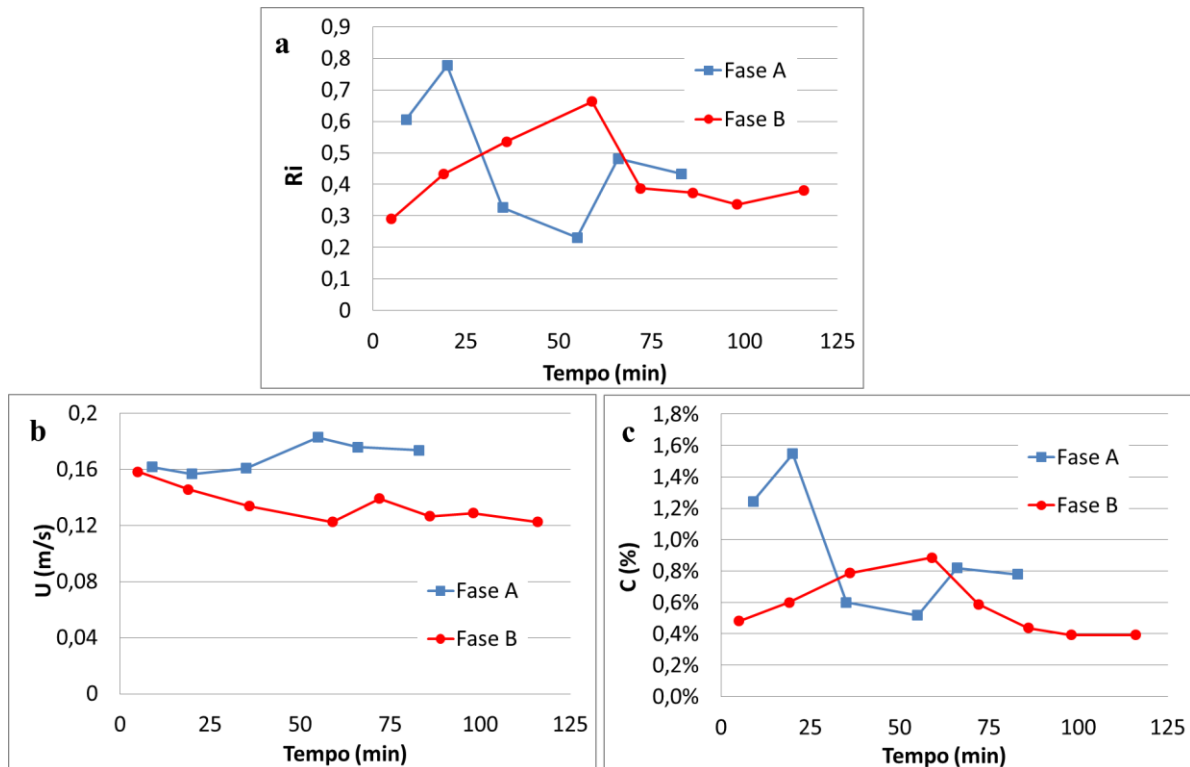 a
0,9
0,8
0,7
0,6
0,5
0,4
0,3
0,2
0,1
0
Ri
Fase A
Fase B
0 25 50 75 100 125
Tempo (min)
b
0,2
0,16
0,12
0,08
0,04
0
U (m/s)
Fase A
Fase B
0 25 50 75 100 125
Tempo (min)
c
1,8%
1,6%
1,4%
1,2%
1,0%
0,8%
0,6%
0,4%
0,2%
0,0%
C (%)
Fase A
Fase B
0 25 50 75 100 125
Tempo (min)